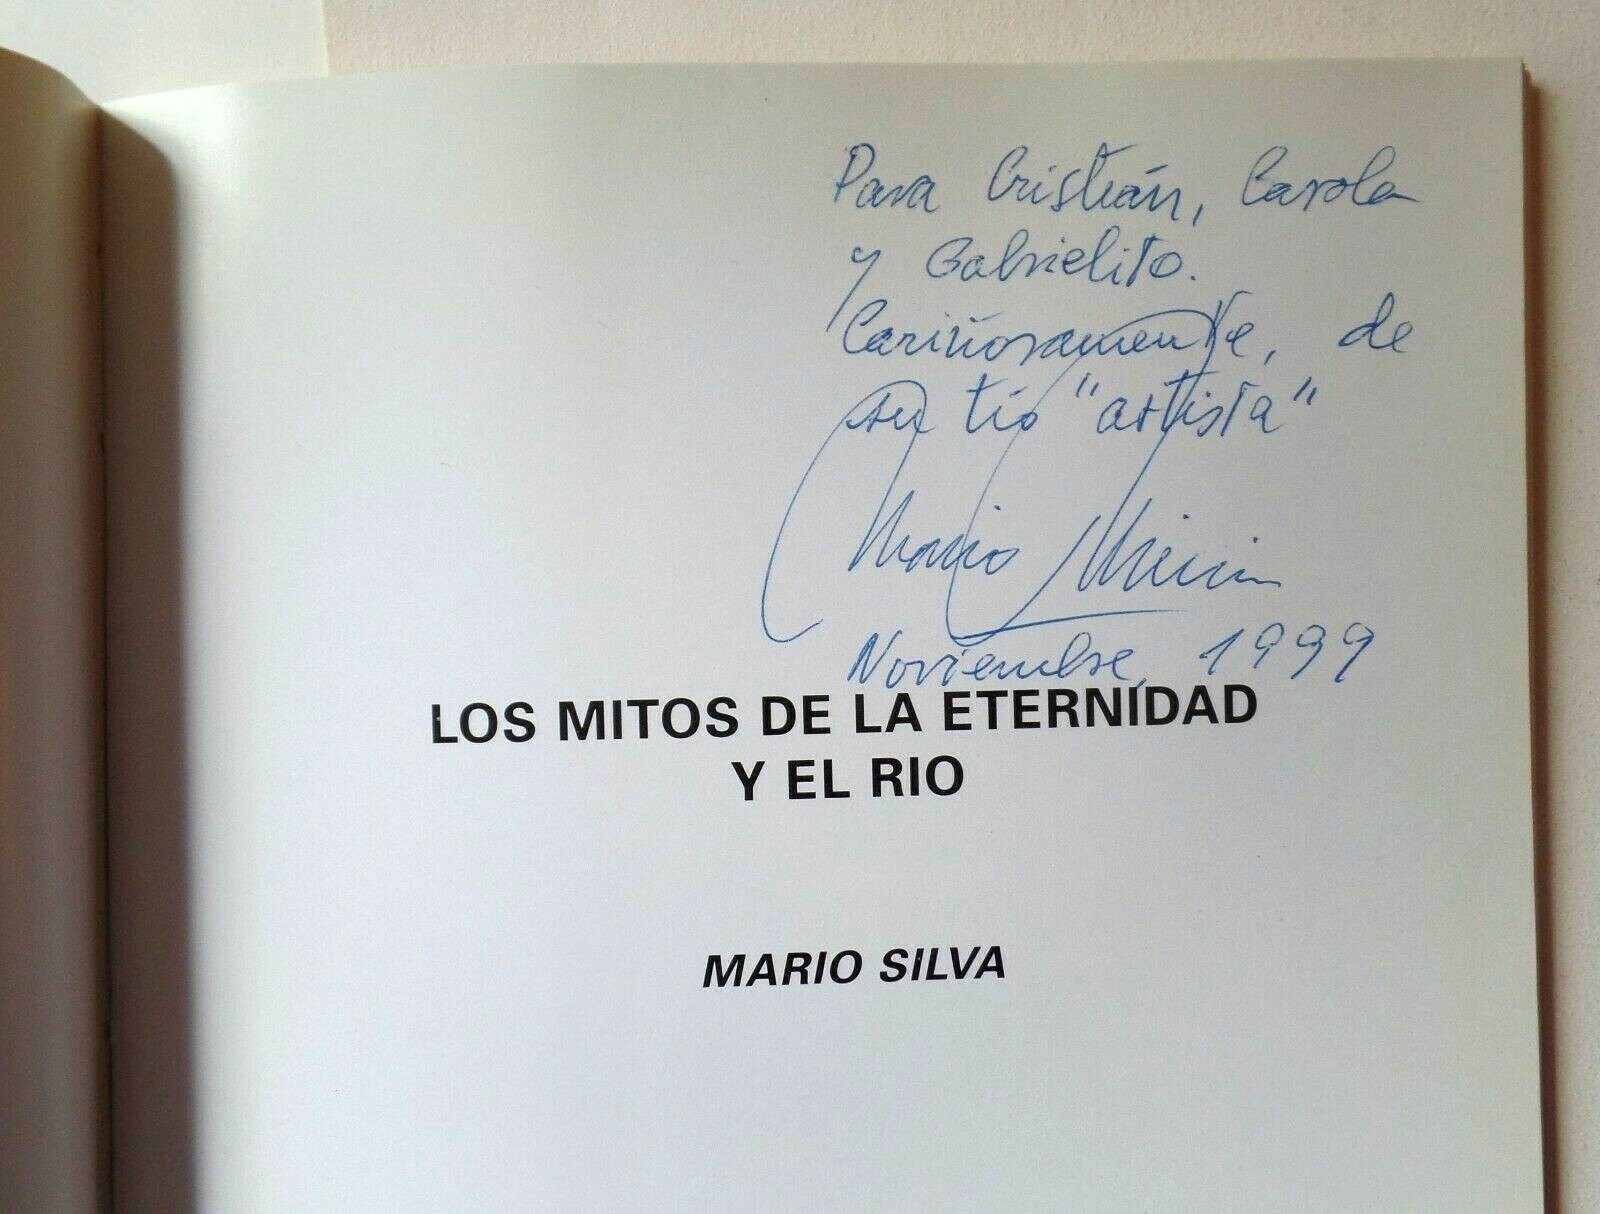 Para Cristián, Carola
y Gabrielito.
Cariñosamente, de
su tío "artista"
Mario
Noviembre, 1999
LOS MITOS DE LA ETERNIDAD
Y EL RIO
MARIO SILVA